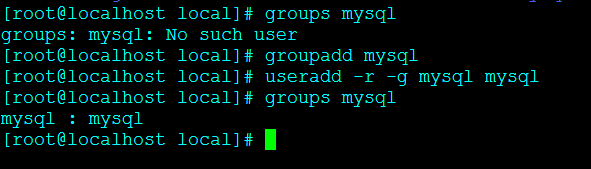 [root@localhost local]# groups mysql
groups: mysql: No such user
[root@localhost local]# groupadd mysql
[root@localhost local]# useradd -r -g mysql mysql
[root@localhost local]# groups mysql
mysql : mysql
[root@localhost local]#